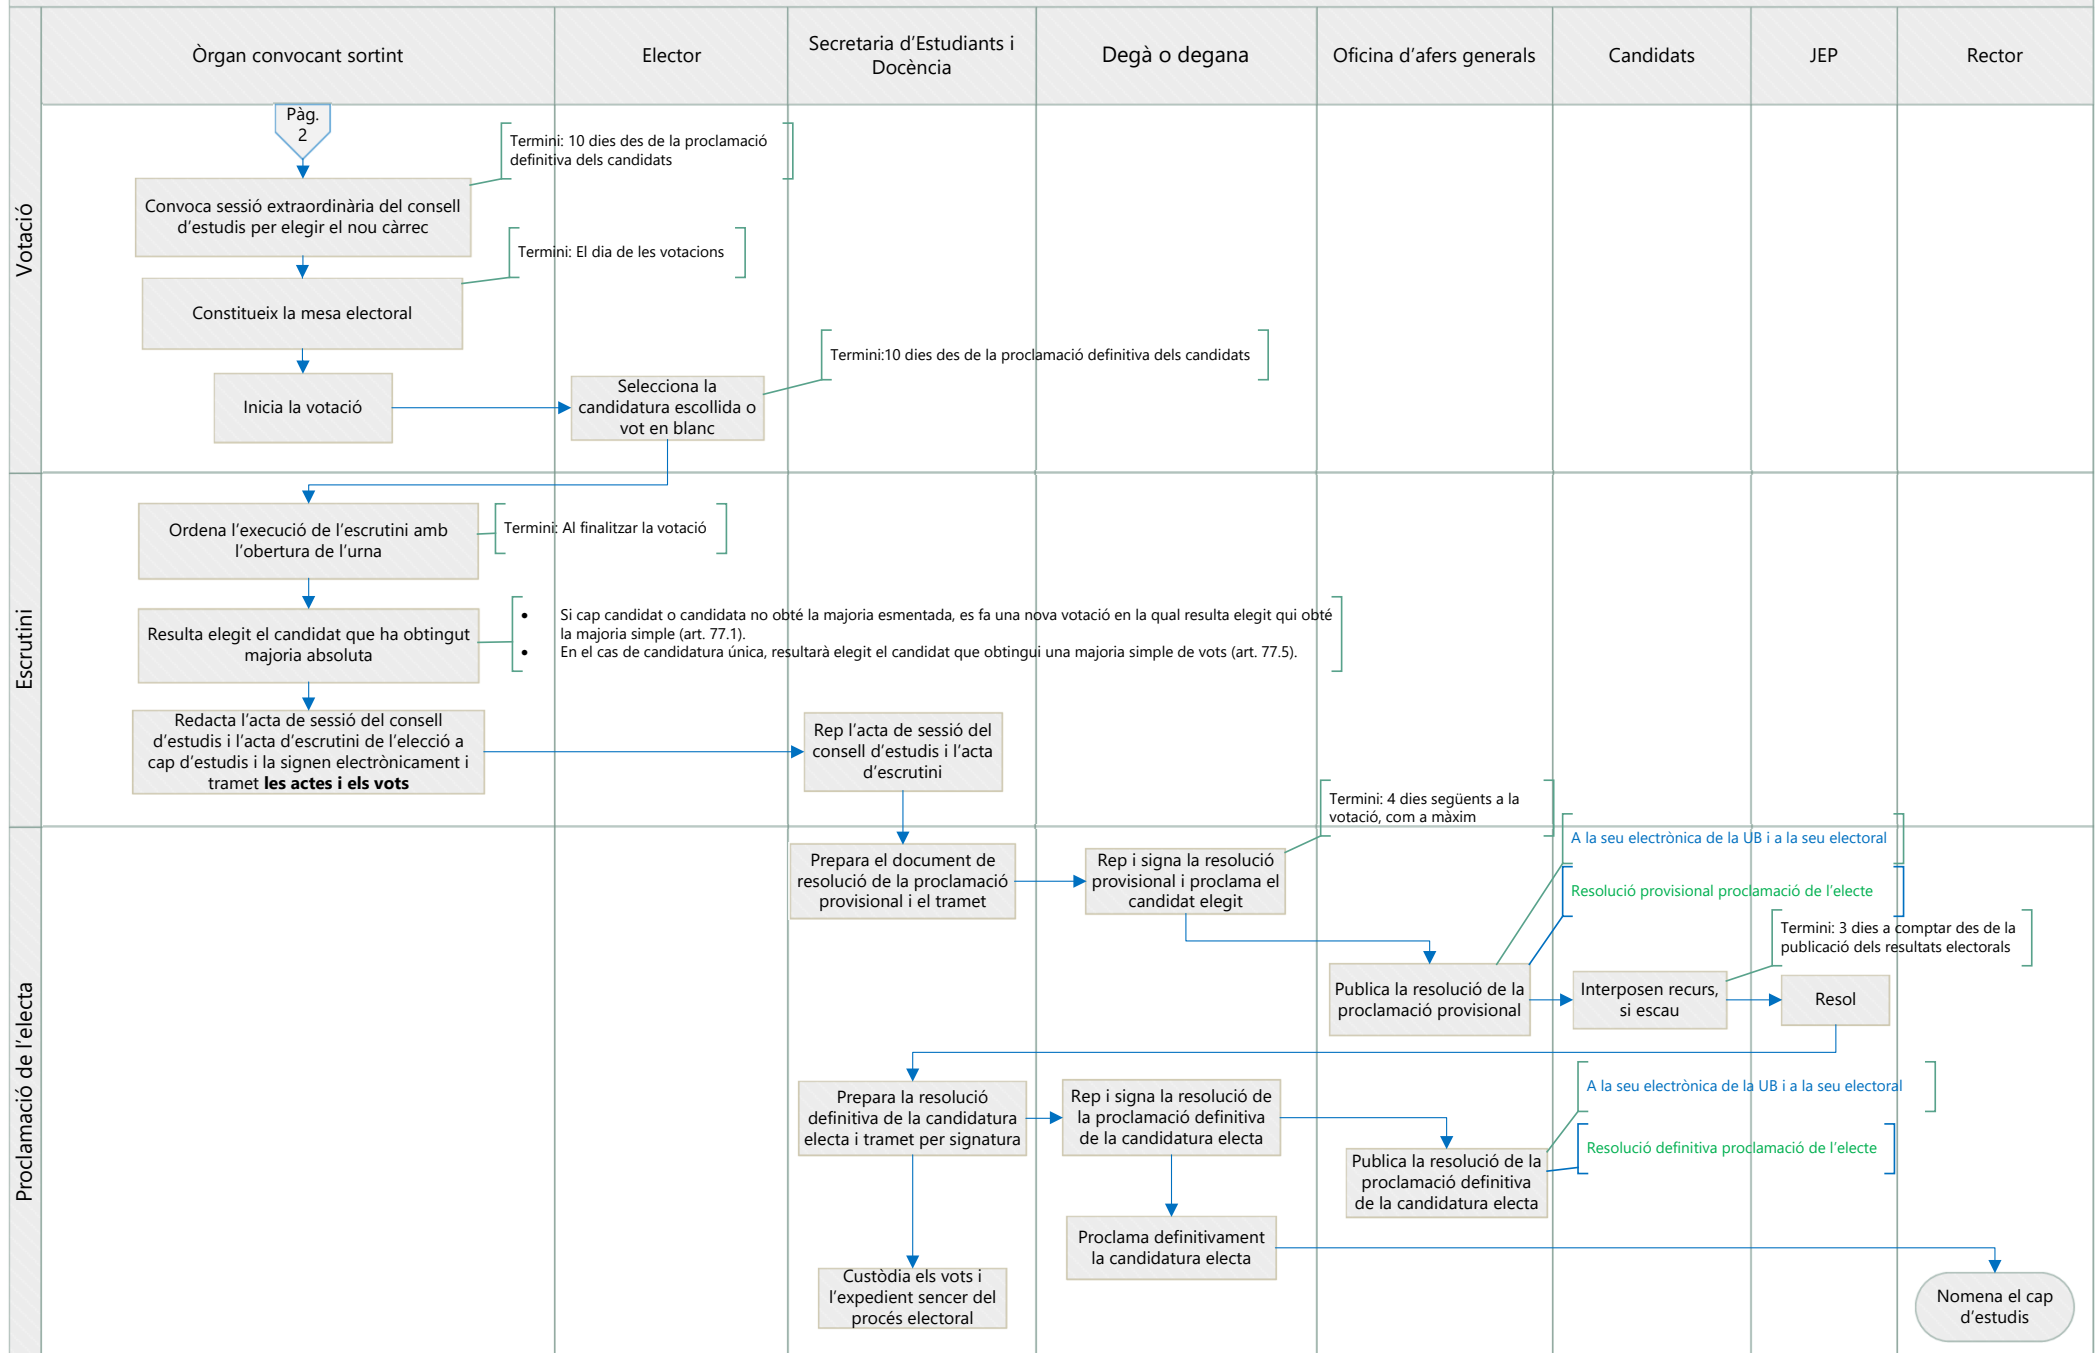 Òrgan convocant sortint
Elector
Secretaria d'Estudiants i
Docència
Degà o degana
Oficina d'afers generals
Candidats
JEP
Rector
Votació
Pàg.
2
Termini: 10 dies des de la proclamació
definitiva dels candidats
Convoca sessió extraordinària del consell
d'estudis per elegir el nou càrrec
Termini: El dia de les votacions
Constitueix la mesa electoral
Termini:10 dies des de la proclamació definitiva dels candidats
Inicia la votació
Selecciona la
candidatura escollida o
vot en blanc
Escrutini
Ordena l'execució de l'escrutini amb
l'obertura de l'urna
Termini: Al finalitzar la votació
Resulta elegit el candidat que ha obtingut
majoria absoluta
• Si cap candidat o candidata no obté la majoria esmentada, es fa una nova votació en la qual resulta elegit qui obté
la majoria simple (art. 77.1).
• En el cas de candidatura única, resultarà elegit el candidat que obtingui una majoria simple de vots (art. 77.5).
Redacta l'acta de sessió del consell
d'estudis i l'acta d'escrutini de l'elecció a
cap d'estudis i la signen electrònicament i
tramet les actes i els vots
Rep l'acta de sessió del
consell d'estudis i l'acta
d'escrutini
Proclamació de l'electa
Termini: 4 dies següents a la
votació, com a màxim
Prepara el document de
resolució de la proclamació
provisional i el tramet
Rep i signa la resolució
provisional i proclama el
candidat elegit
A la seu electrònica de la UB i a la seu electoral
Resolució provisional proclamació de l'electe
Termini: 3 dies a comptar des de la
publicació dels resultats electorals
Publica la resolució de la
proclamació provisional
Interposen recurs,
si escau
Resol
Prepara la resolució
definitiva de la candidatura
electa i tramet per signatura
Rep i signa la resolució de
la proclamació definitiva
de la candidatura electa
A la seu electrònica de la UB i a la seu electoral
Resolució definitiva proclamació de l'electe
Publica la resolució de la
proclamació definitiva
de la candidatura electa
Proclama definitivament
la candidatura electa
Custòdia els vots i
l'expedient sencer del
procés electoral
Nomena el cap
d'estudis